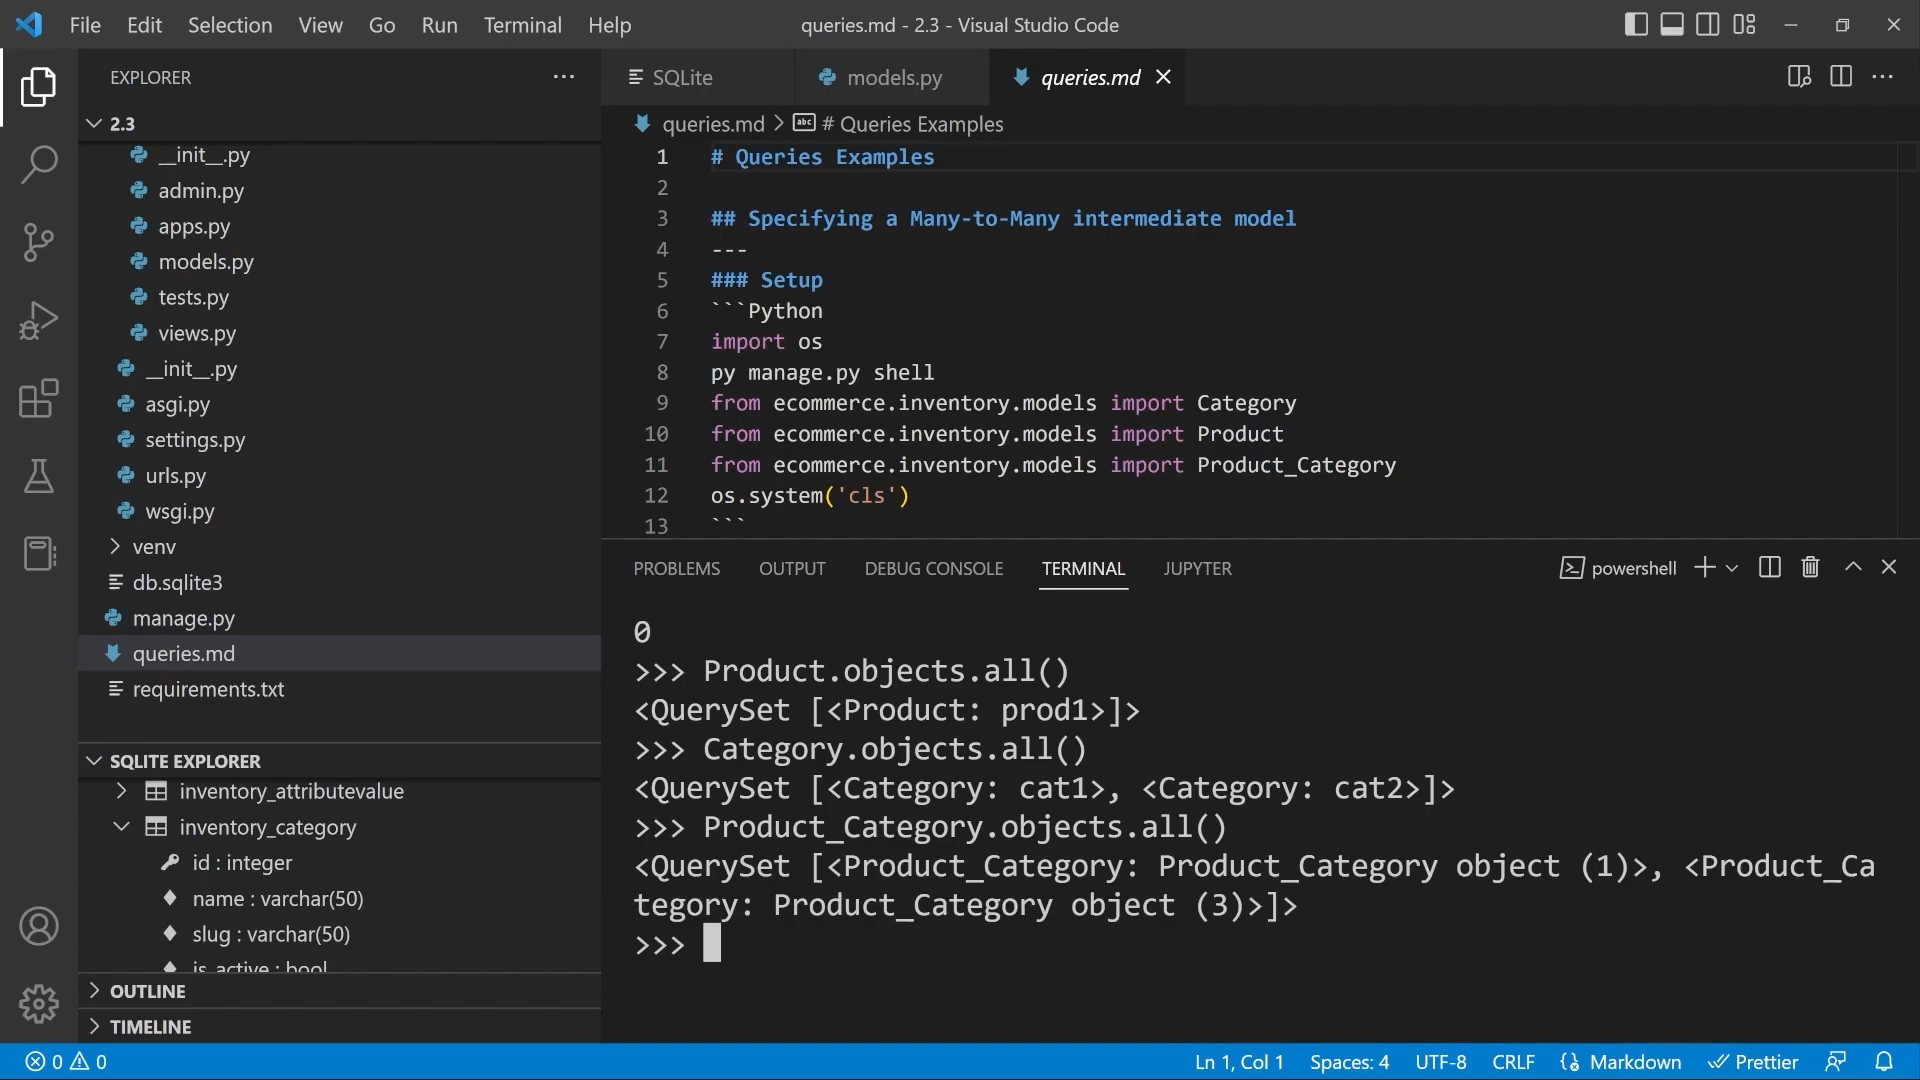 File Edit Selection View Go Run Terminal Help
queries.md - 2.3 - Visual Studio Code
EXPLORER
2.3
__init__.py
admin.py
apps.py
models.py
tests.py
views.py
__init__.py
asgi.py
settings.py
urls.py
wsgi.py
venv
db.sqlite3
manage.py
queries.md
requirements.txt
SQLITE EXPLORER
inventory_attributevalue
inventory_category
id : integer
name : varchar(50)
slug : varchar(50)
is_active : bool
OUTLINE
TIMELINE
SQLite
models.py
queries.md
queries.md > # Queries Examples
1 # Queries Examples
2
3 ## Specifying a Many-to-Many intermediate model
4 ---
5 ### Setup
6 ```Python
7 import os
8 py manage.py shell
9 from ecommerce.inventory.models import Category
10 from ecommerce.inventory.models import Product
11 from ecommerce.inventory.models import Product_Category
12 os.system('cls')
13 ```
PROBLEMS OUTPUT DEBUG CONSOLE TERMINAL JUPYTER
powershell
0
>>> Product.objects.all()
<QuerySet [<Product: prod1>]>
>>> Category.objects.all()
<QuerySet [<Category: cat1>, <Category: cat2>]>
>>> Product_Category.objects.all()
<QuerySet [<Product_Category: Product_Category object (1)>, <Product_Ca
tegory: Product_Category object (3)>]>
>>>
0 0
Ln 1, Col 1 Spaces: 4 UTF-8 CRLF Markdown Prettier